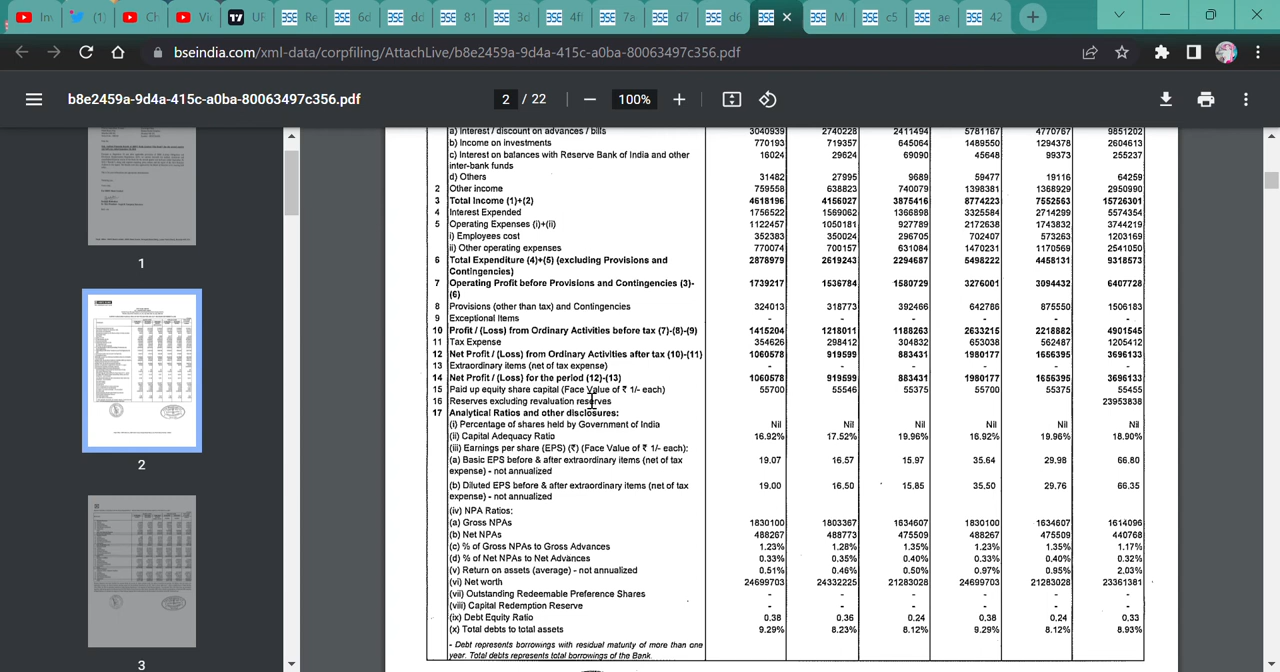 In
(1)
Ch
Vi
UF
Re
6d
dd
81
3d
4f
7a
d7
d6
M
c5
ae
42
bseindia.com/xml-data/corpfiling/AttachLive/b8e2459a-9d4a-415c-a0ba-80063497c356.pdf
b8e2459a-9d4a-415c-a0ba-80063497c356.pdf
2 / 22
100%
1
2
3
a) Interest / discount on advances / bills 3040939 2740228 2411494 5781167 4770767 9851202
b) Income on investments 770193 719357 645064 1489550 1294378 2604613
c) Interest on balances with Reserve Bank of India and other 16024 29624 69090 45648 99373 255237
inter-bank funds
d) Others 31482 27995 9689 59477 19116 64259
2 Other income 759558 638823 740079 1398381 1368929 2950990
3 Total Income (1)+(2) 4618196 4156027 3875416 8774223 7552563 15726301
4 Interest Expended 1756522 1569062 1366898 3325584 2714299 5574354
5 Operating Expenses (i)+(ii) 1122457 1050181 927789 2172638 1743832 3744219
i) Employees cost 352383 350024 296705 702407 573263 1203169
ii) Other operating expenses 770074 700157 631084 1470231 1170569 2541050
6 Total Expenditure (4)+(5) (excluding Provisions and 2878979 2619243 2294687 5498222 4458131 9318573
Contingencies)
7 Operating Profit before Provisions and Contingencies (3)- 1739217 1536784 1580729 3276001 3094432 6407728
(6)
8 Provisions (other than tax) and Contingencies 324013 318773 392466 642786 875550 1506183
9 Exceptional Items - - - - - -
10 Profit / (Loss) from Ordinary Activities before tax (7)-(8)-(9) 1415204 1218011 1188263 2633215 2218882 4901545
11 Tax Expense 354626 298412 304832 653038 562487 1205412
12 Net Profit / (Loss) from Ordinary Activities after tax (10)-(11) 1060578 919599 883431 1980177 1656395 3696133
13 Extraordinary items (net of tax expense) - - - - - -
14 Net Profit / (Loss) for the period (12)-(13) 1060578 919599 883431 1980177 1656395 3696133
15 Paid up equity share capital (Face Value of ₹ 1/- each) 55700 55546 55375 55700 55375 55455
16 Reserves excluding revaluation reserves 23953838
17 Analytical Ratios and other disclosures:
(i) Percentage of shares held by Government of India Nil Nil Nil Nil Nil Nil
(ii) Capital Adequacy Ratio 16.92% 17.52% 19.96% 16.92% 19.96% 18.90%
(iii) Earnings per share (EPS) (₹) (Face Value of ₹ 1/- each):
(a) Basic EPS before & after extraordinary items (net of tax 19.07 16.57 15.97 35.64 29.98 66.80
expense) - not annualized
(b) Diluted EPS before & after extraordinary items (net of tax 19.00 16.50 15.85 35.50 29.76 66.35
expense) - not annualized
(iv) NPA Ratios:
(a) Gross NPAs 1830100 1803367 1634607 1830100 1634607 1614096
(b) Net NPAs 488267 488773 475509 488267 475509 440768
(c) % of Gross NPAs to Gross Advances 1.23% 1.28% 1.35% 1.23% 1.35% 1.17%
(d) % of Net NPAs to Net Advances 0.33% 0.35% 0.40% 0.33% 0.40% 0.32%
(v) Return on assets (average) - not annualized 0.51% 0.46% 0.50% 0.97% 0.95% 2.03%
(vi) Net worth 24699703 24332225 21283028 24699703 21283028 23361381
(vii) Outstanding Redeemable Preference Shares - - - - - -
(viii) Capital Redemption Reserve - - - - - -
(ix) Debt Equity Ratio 0.38 0.36 0.24 0.38 0.24 0.33
(x) Total debts to total assets 9.29% 8.23% 8.12% 9.29% 8.12% 8.93%
- Debt represents borrowings with residual maturity of more than one
year. Total debts represents total borrowings of the Bank.